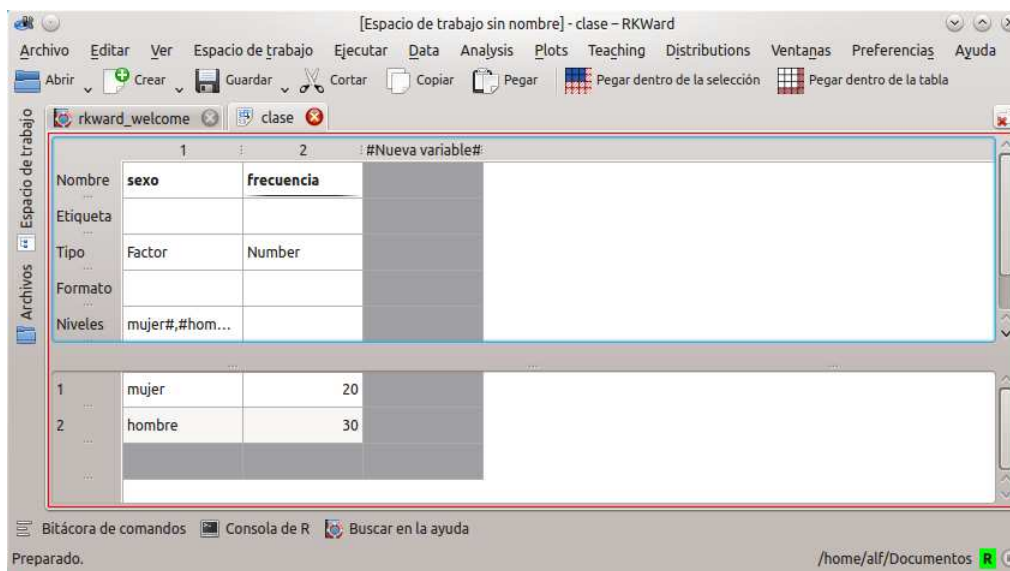 [Espacio de trabajo sin nombre] - clase – RKWard
Archivo Editar Ver Espacio de trabajo Ejecutar Data Analysis Plots Teaching Distributions Ventanas Preferencias Ayuda
Abrir Crear Guardar Cortar Copiar Pegar Pegar dentro de la selección Pegar dentro de la tabla
Espacio de trabajo
Archivos
rkward_welcome clase
1 2 #Nueva variable#
Nombre sexo frecuencia
Etiqueta
Tipo Factor Number
Formato
Niveles mujer#,#hom...
1 mujer 20
2 hombre 30
Bitácora de comandos Consola de R Buscar en la ayuda
Preparado. /home/alf/Documentos R